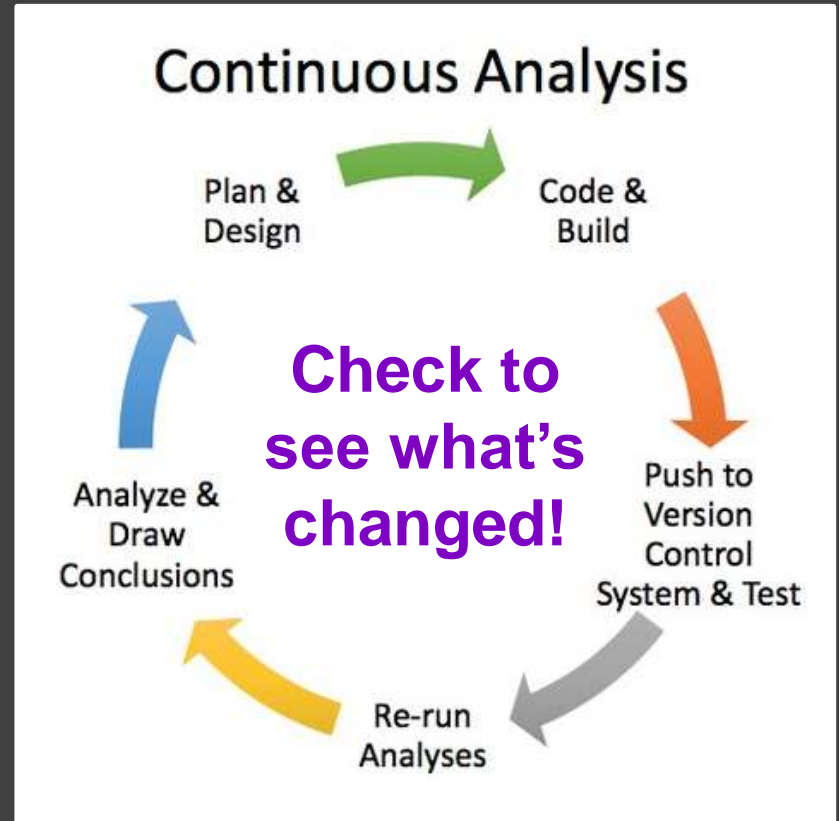 Continuous Analysis
Plan &
Design
Code &
Build
Check to
see what’s
changed!
Push to
Version
Control
System & Test
Analyze &
Draw
Conclusions
Re-run
Analyses